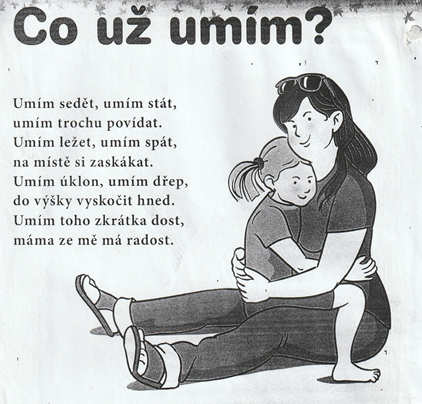 Co už umím?
Umím sedět, umím stát,
umím trochu povídat.
Umím ležet, umím spát,
na místě si zaskákat.
Umím úklon, umím dřep,
do výšky vyskočit hned.
Umím toho zkrátka dost,
máma ze mě má radost.